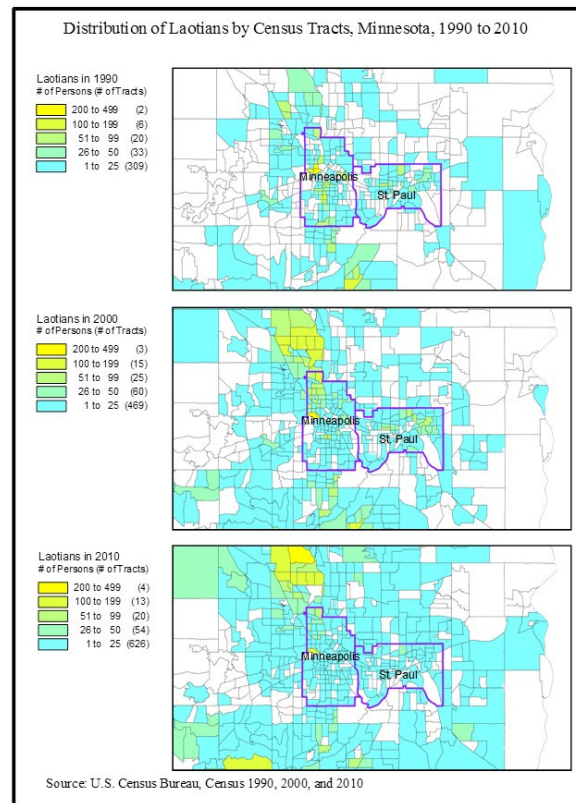 Distribution of Laotians by Census Tracts, Minnesota, 1990 to 2010
Laotians in 1990
# of Persons (# of Tracts)
200 to 499 (2)
100 to 199 (6)
51 to 99 (20)
26 to 50 (33)
1 to 25 (309)
Minneapolis
St. Paul
Laotians in 2000
# of Persons (# of Tracts)
200 to 499 (3)
100 to 199 (15)
51 to 99 (25)
26 to 50 (60)
1 to 25 (469)
Minneapolis
St. Paul
Laotians in 2010
# of Persons (# of Tracts)
200 to 499 (4)
100 to 199 (13)
51 to 99 (20)
26 to 50 (54)
1 to 25 (626)
Minneapolis
St. Paul
Source: U.S. Census Bureau, Census 1990, 2000, and 2010